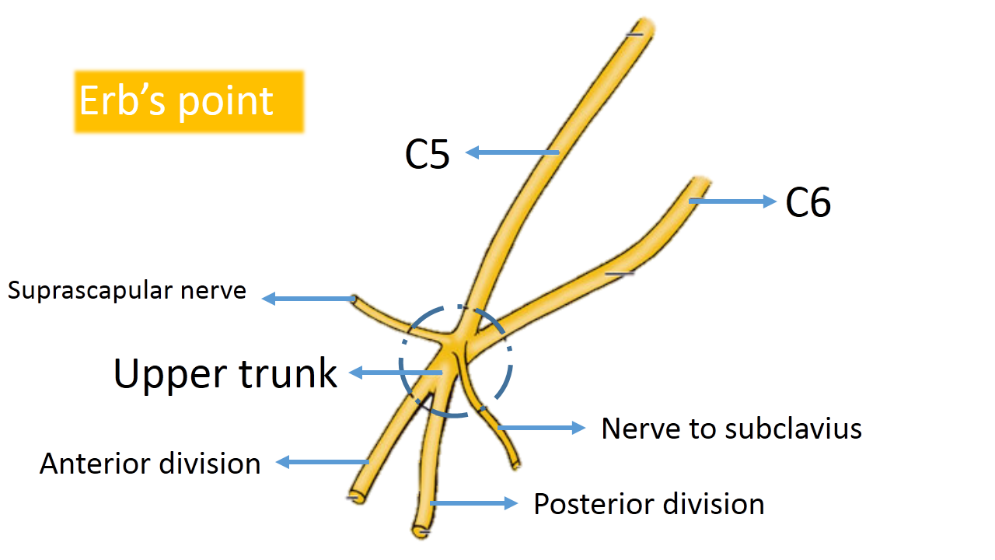 Erb’s point
C5
C6
Suprascapular nerve
Upper trunk
Nerve to subclavius
Anterior division
Posterior division